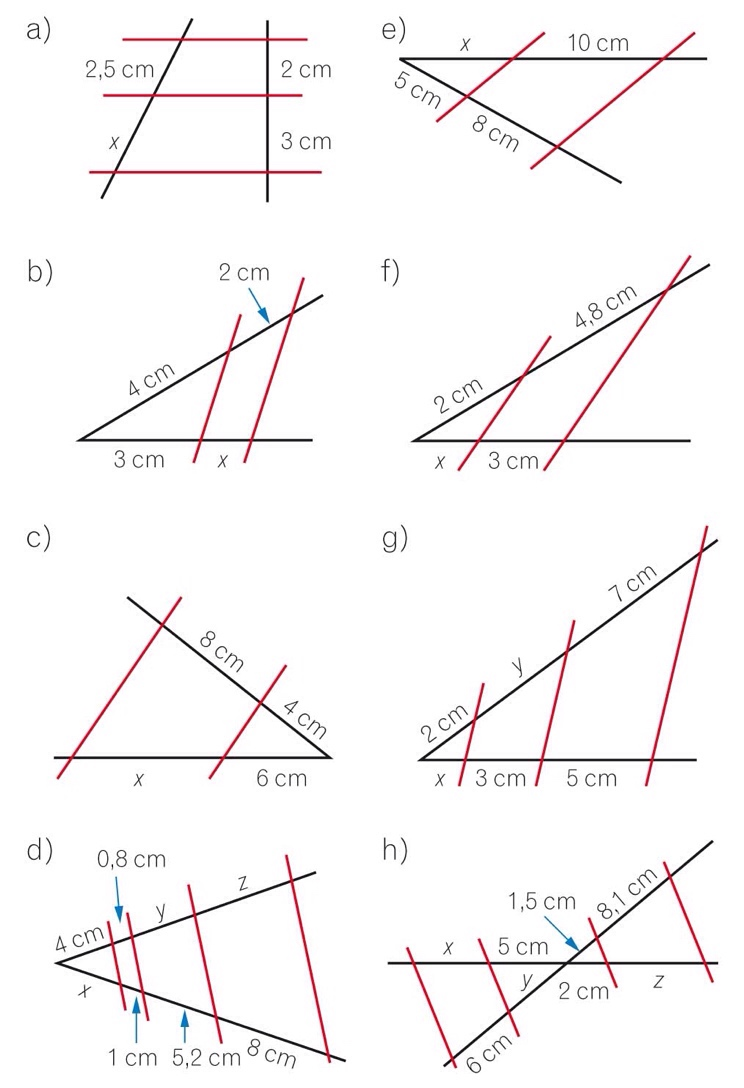 a)
2,5 cm
2 cm
x
3 cm
b)
2 cm
4 cm
3 cm
x
c)
8 cm
4 cm
x
6 cm
d)
0,8 cm
4 cm
y
z
x
1 cm
5,2 cm
8 cm
e)
x
10 cm
5 cm
8 cm
f)
4,8 cm
2 cm
x
3 cm
g)
7 cm
y
2 cm
x
3 cm
5 cm
h)
1,5 cm
8,1 cm
x
5 cm
y
2 cm
z
6 cm